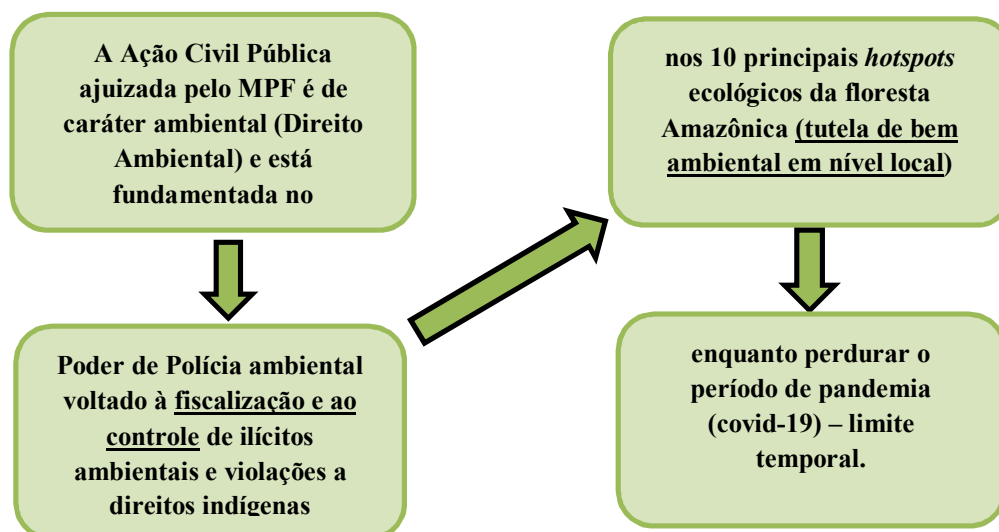 A Ação Civil Pública
ajuizada pelo MPF é de
caráter ambiental (Direito
Ambiental) e está
fundamentada no
Poder de Polícia ambiental
voltado à fiscalização e ao
controle de ilícitos
ambientais e violações a
direitos indígenas
nos 10 principais hotspots
ecológicos da floresta
Amazônica (tutela de bem
ambiental em nível local)
enquanto perdurar o
período de pandemia
(covid-19) – limite
temporal.